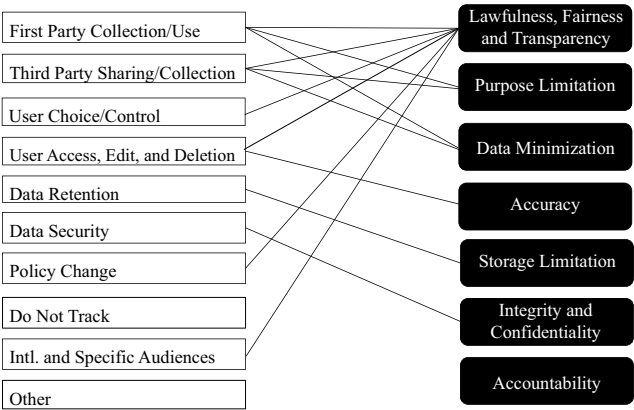 First Party Collection/Use
Third Party Sharing/Collection
User Choice/Control
User Access, Edit, and Deletion
Data Retention
Data Security
Policy Change
Do Not Track
Intl. and Specific Audiences
Other
Lawfulness, Fairness
and Transparency
Purpose Limitation
Data Minimization
Accuracy
Storage Limitation
Integrity and
Confidentiality
Accountability